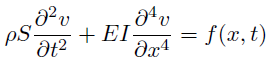 ρS ∂²v/∂t² + EI ∂⁴v/∂x⁴ = f(x, t)